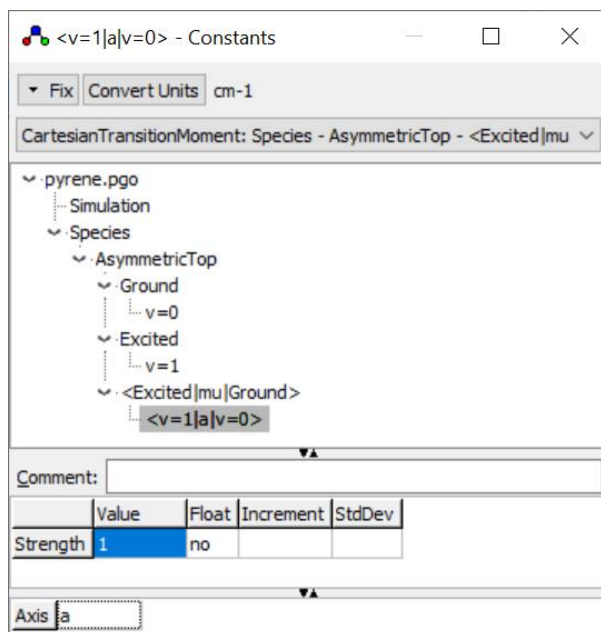 <v=1|a|v=0> - Constants
Fix Convert Units cm-1
CartesianTransitionMoment: Species - AsymmetricTop - <Excited|mu
pyrene.pgo
Simulation
Species
AsymmetricTop
Ground
v=0
Excited
v=1
<Excited|mu|Ground>
<v=1|a|v=0>
Comment:
Value Float Increment StdDev
Strength 1 no
Axis a